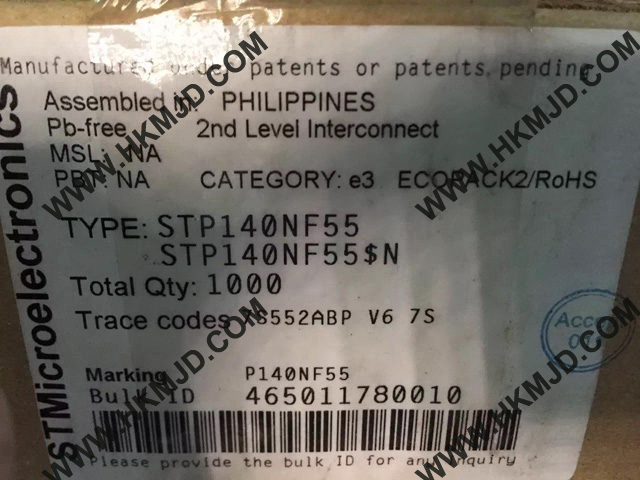 Manufactured under patents or patents pending
Assembled in: PHILIPPINES
Pb-free 2nd Level Interconnect
MSL: NA
PBT: NA CATEGORY: e3 ECOPACK2/RoHS
TYPE: STP140NF55
STP140NF55$N
Total Qty: 1000
Trace codes 552ABP V6 7S
Marking P140NF55
Bulk ID 465011780010
Please provide the bulk ID for any inquiry
STMicroelectronics
WWW.HKMJD.COM
WWW.HKMJD.COM
WWW.HKMJD.COM
WWW.HKMJD.COM